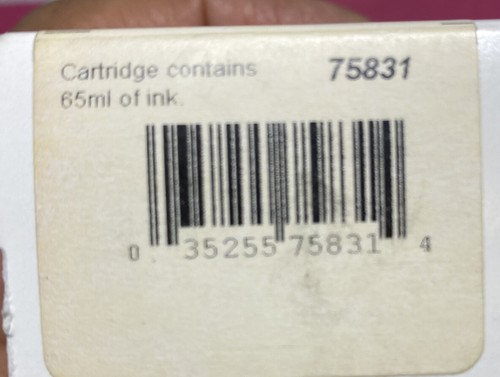 Cartridge contains 75831
65ml of ink.
0 35255 75831 4